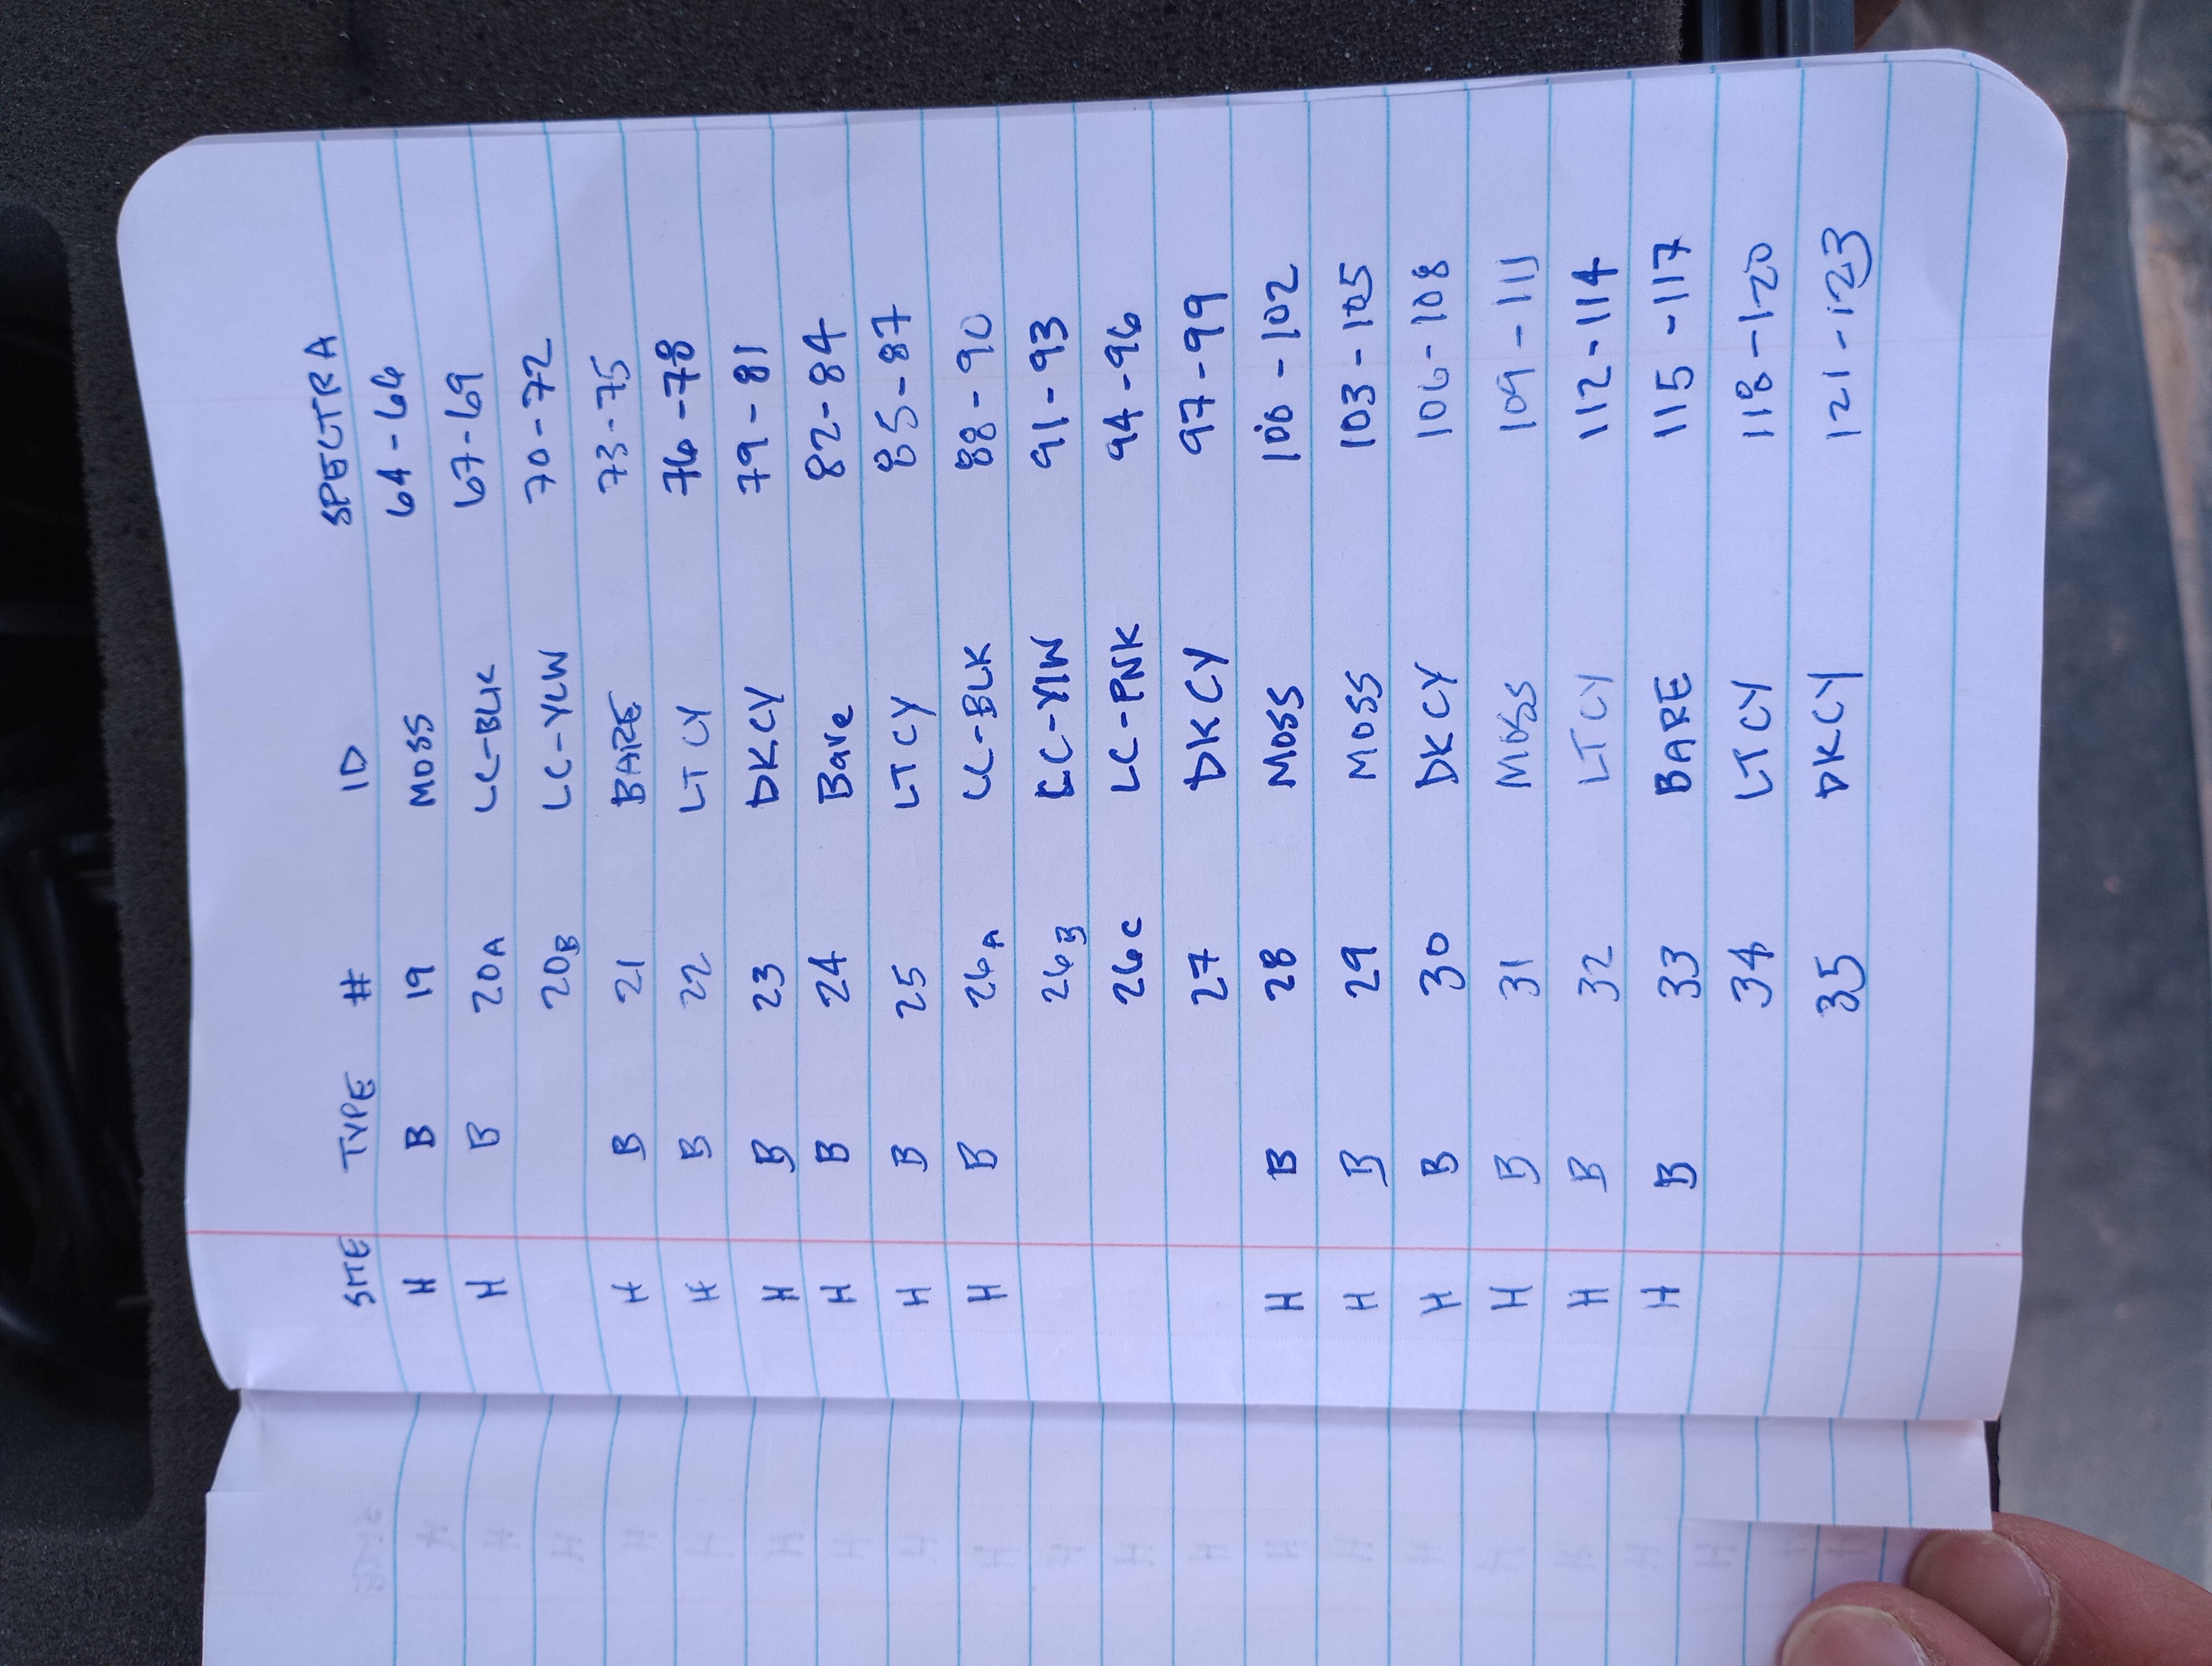 SITE TYPE # ID SPECTRA
H B 19 MOSS 64-66
H B 20A LC-BLK 67-69
20B LC-YLW 70-72
H B 21 BARE 73-75
H B 22 LTCY 76-78
H B 23 DKCY 79-81
H B 24 Bare 82-84
H B 25 LTCY 85-87
H B 26A LC-BLK 88-90
26B LC-YlW 91-93
26C LC-PNK 94-96
27 DKCY 97-99
H B 28 MOSS 100-102
H B 29 MOSS 103-105
H B 30 DKCY 106-108
H B 31 MOSS 109-111
H B 32 LTCY 112-114
H B 33 BARE 115-117
34 LTCY 118-120
35 DKCY 121-123